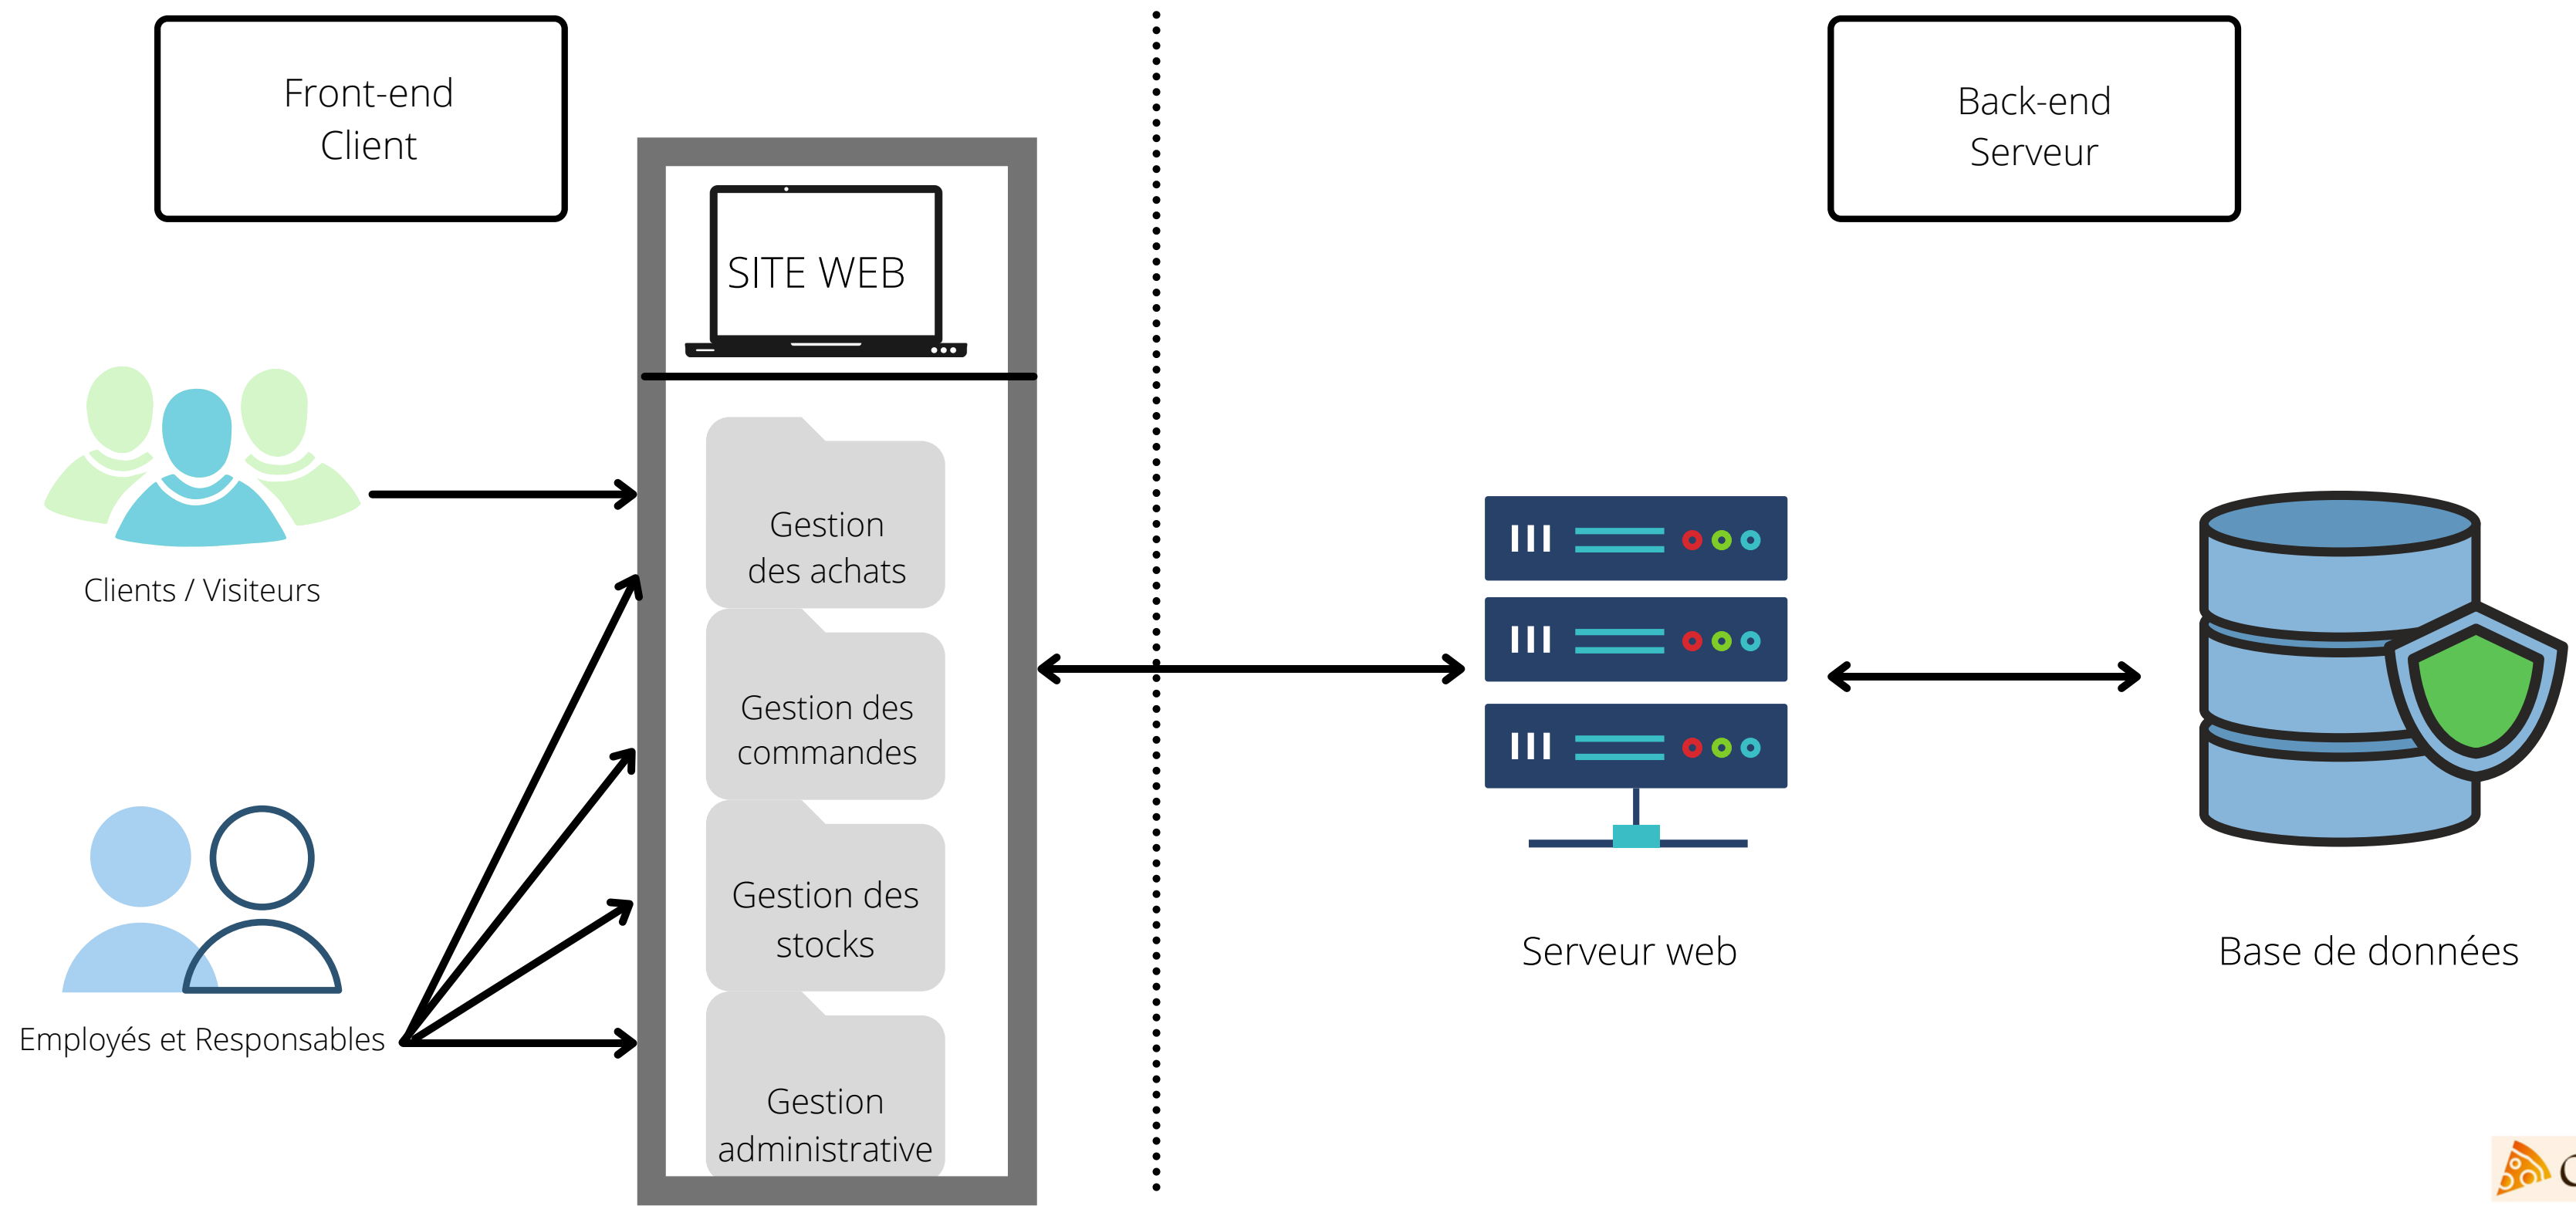 Front-end
Client
Back-end
Serveur
SITE WEB
Clients / Visiteurs
Gestion
des achats
Gestion des
commandes
Gestion des
stocks
Gestion
administrative
Employés et Responsables
Serveur web
Base de données